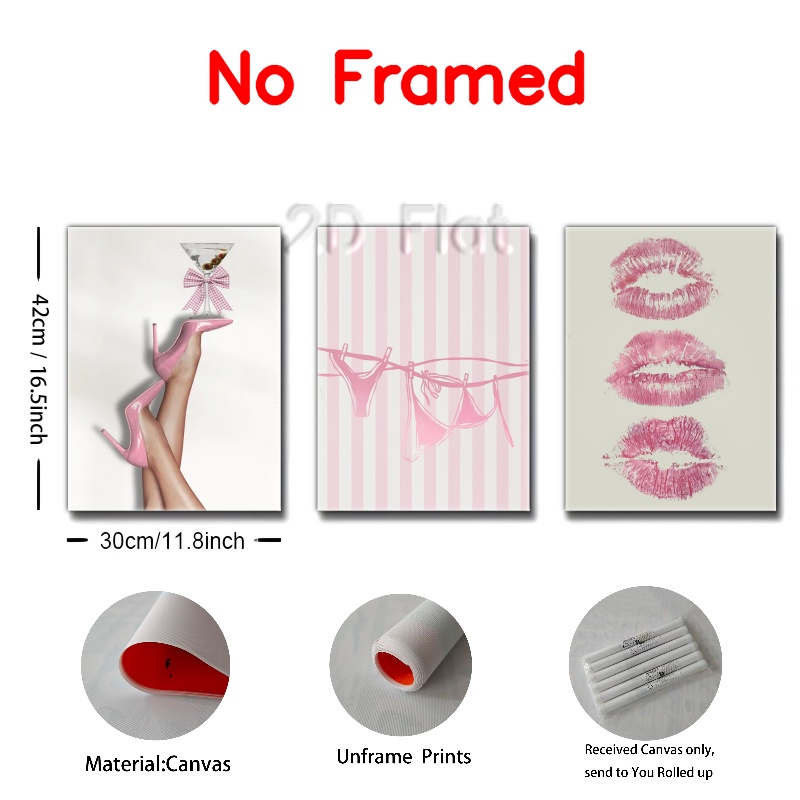 No Framed
2D Flat
42cm / 16.5inch
30cm/11.8inch
Material:Canvas
Unframe Prints
Received Canvas only,
send to You Rolled up